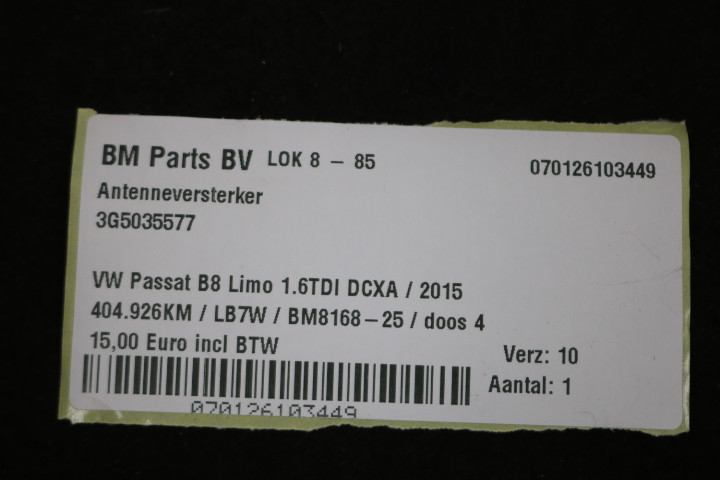 BM Parts BV LOK 8 - 85 070126103449
Antenneversterker
3G5035577
VW Passat B8 Limo 1.6TDI DCXA / 2015
404.926KM / LB7W / BM8168-25 / doos 4
15,00 Euro incl BTW
Verz: 10
Aantal: 1
070126103449